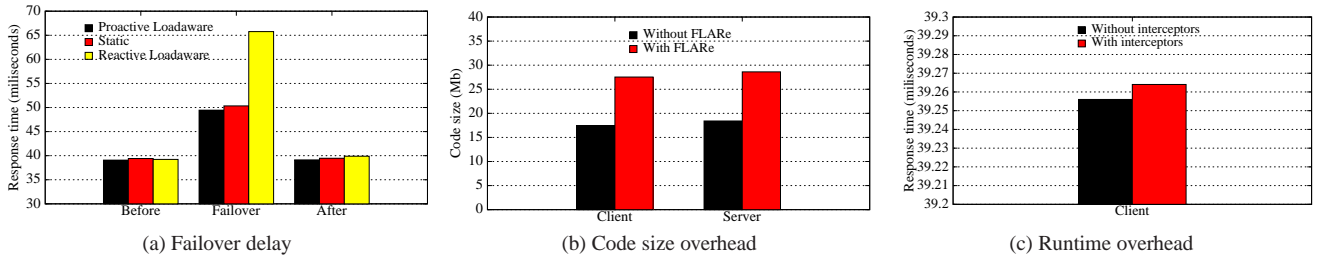 Response time (miliseconds)
70
65
60
55
50
45
40
35
30
Proactive Loadaware
Static
Reactive Loadaware
Before
Failover
After
(a) Failover delay
Code size (Mb)
40
35
30
25
20
15
10
5
0
Without FLARe
With FLARe
Client
Server
(b) Code size overhead
Response time (miliseconds)
39.3
39.29
39.28
39.27
39.26
39.25
39.24
39.23
39.22
39.21
39.2
Without interceptors
With interceptors
Client
(c) Runtime overhead